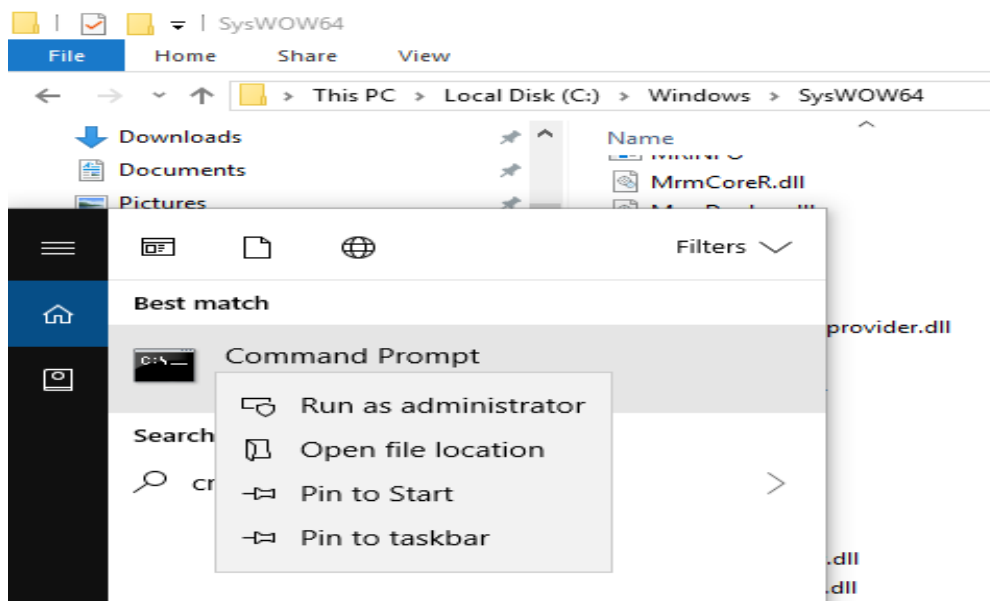 SysWOW64
File Home Share View
This PC > Local Disk (C:) > Windows > SysWOW64
Downloads
Name
Documents
MrmCoreR.dll
Pictures
Filters
Best match
provider.dll
Command Prompt
Run as administrator
Search
Open file location
Pin to Start
Pin to taskbar
.dll
.dll